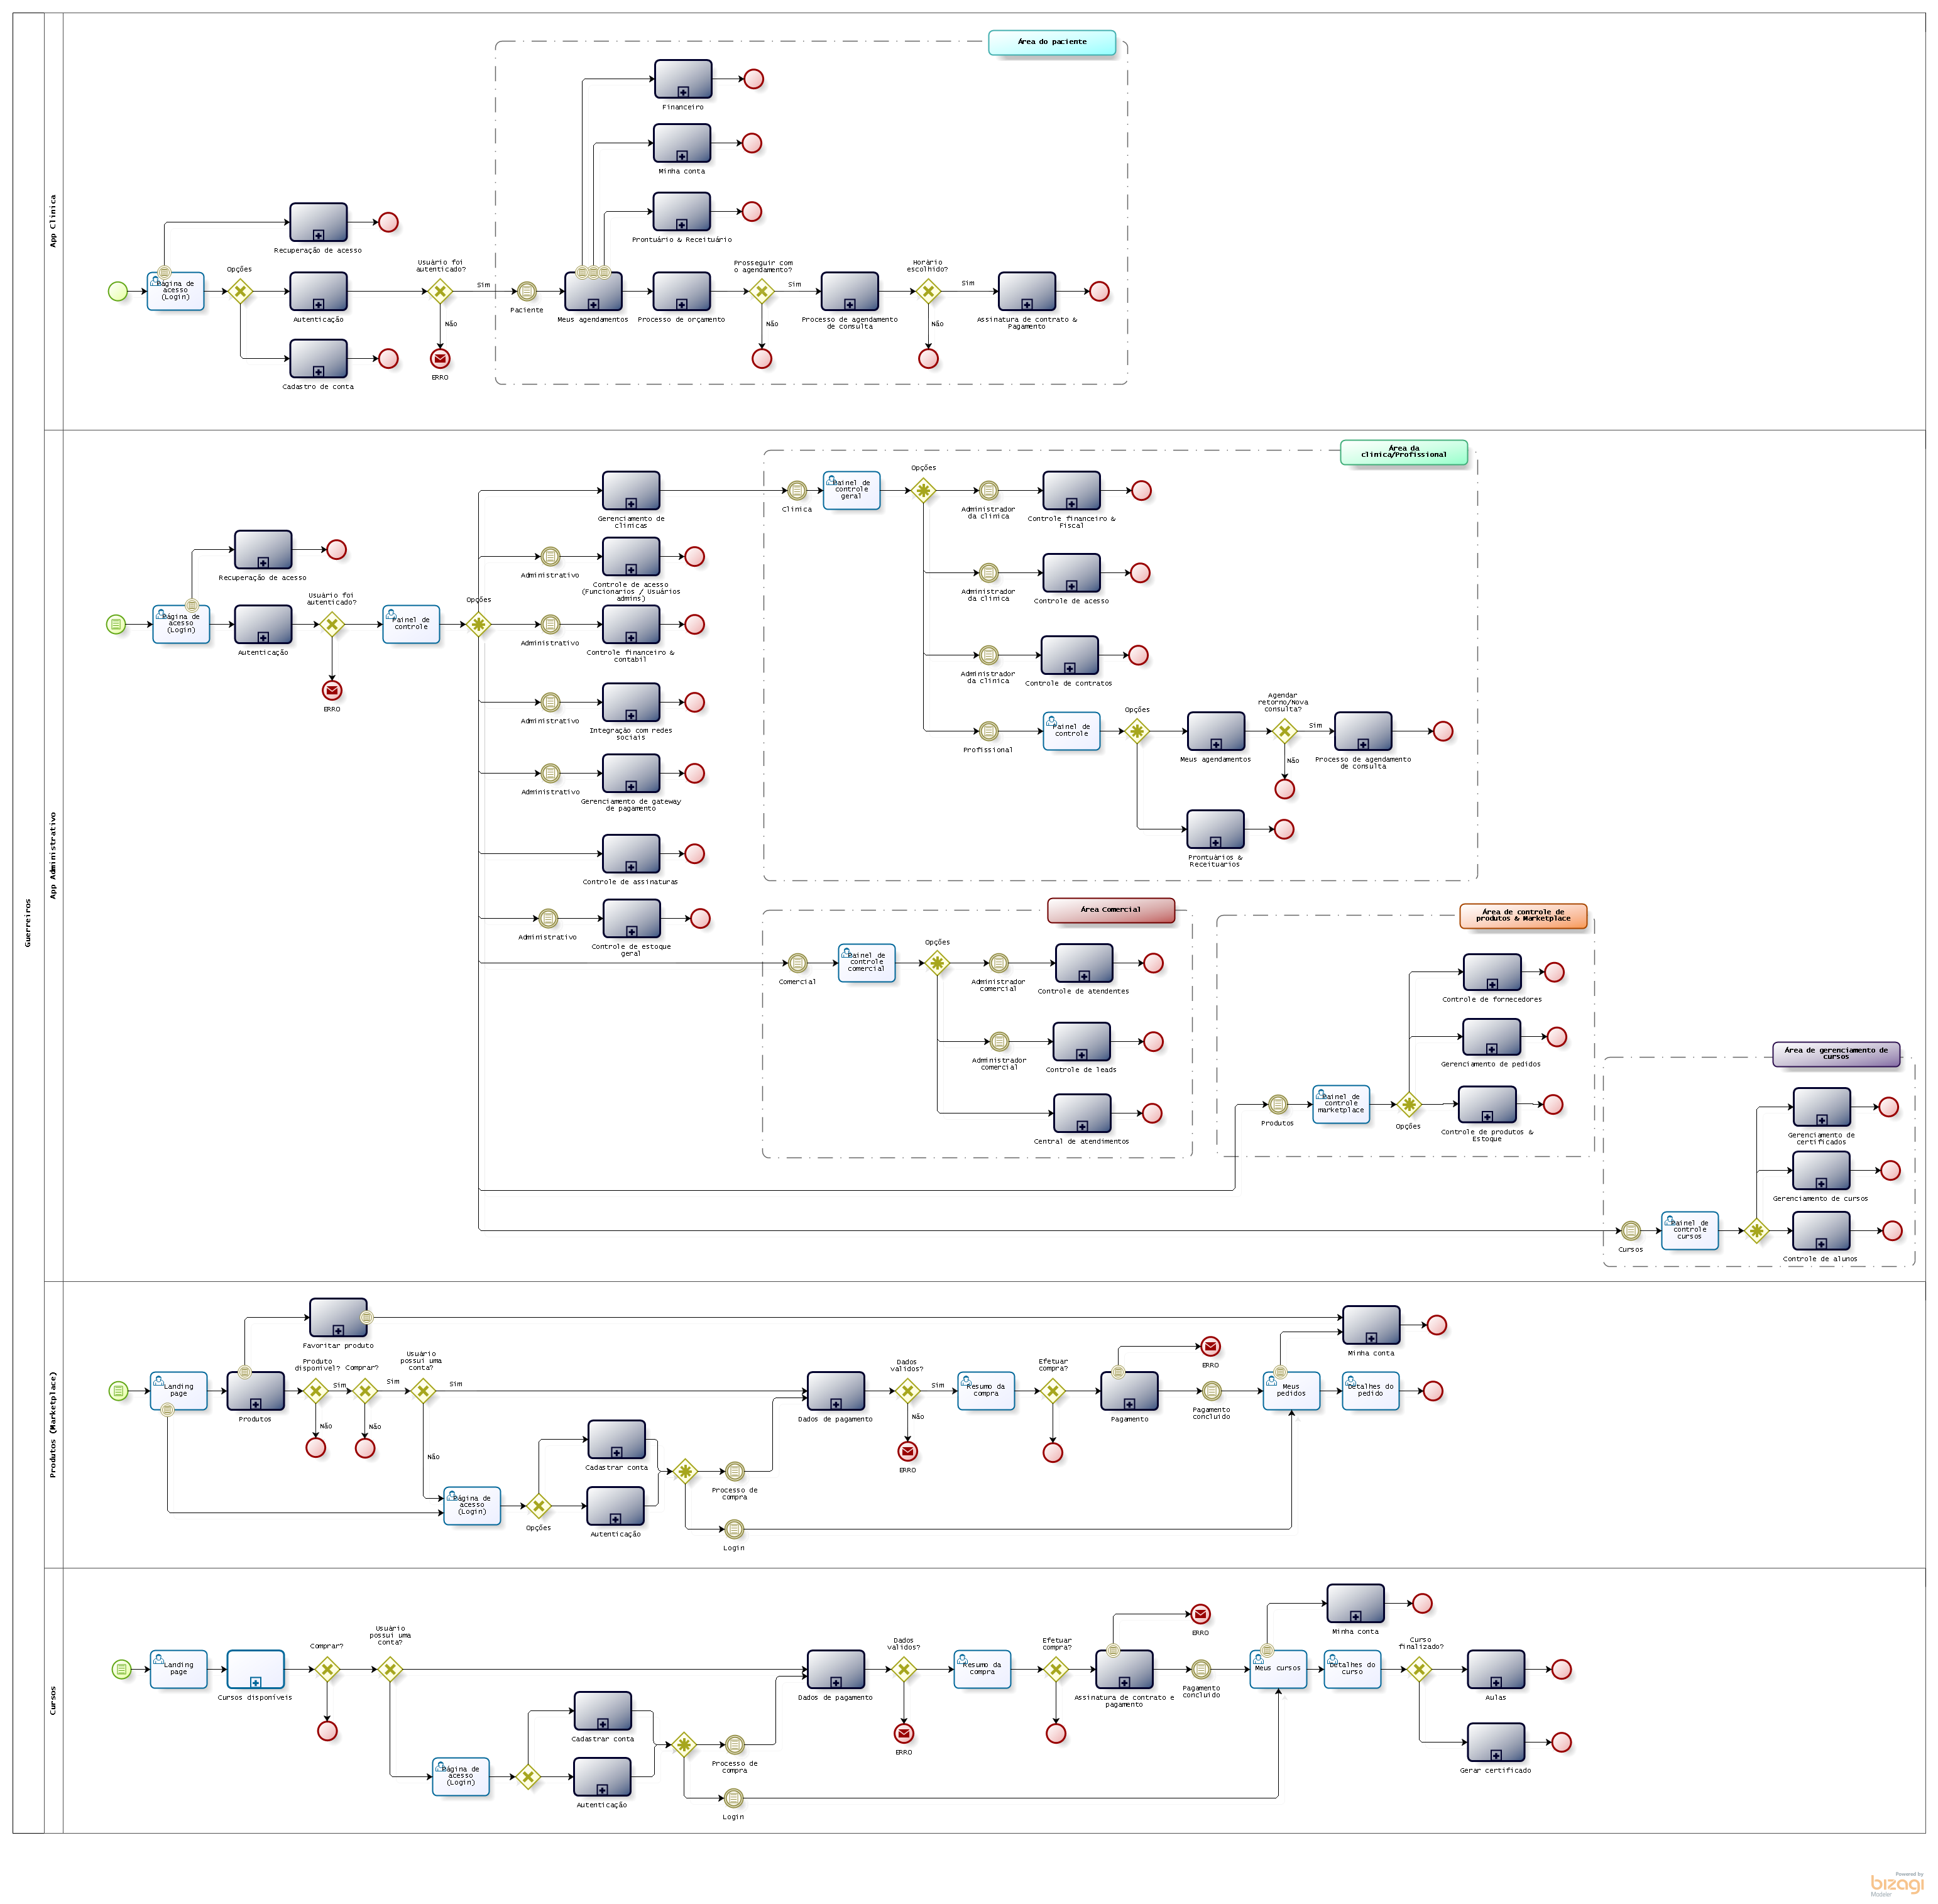 Guerreiros
App Clinica
Área do paciente
Financeiro
Minha conta
Prontuário & Receituário
Recuperação de acesso
Página de
acesso
(Login)
Opções
Autenticação
Cadastro de conta
Usuário foi
autenticado?
Sim
Não
ERRO
Paciente
Meus agendamentos
Processo de orçamento
Prosseguir com
o agendamento?
Sim
Não
Processo de agendamento
de consulta
Horário
escolhido?
Sim
Não
Assinatura de contrato &
Pagamento
App Administrativo
Recuperação de acesso
Página de
acesso
(Login)
Autenticação
Usuário foi
autenticado?
ERRO
Painel de
controle
Opções
Gerenciamento de
clinicas
Administrativo
Controle de acesso
(Funcionarios / Usuários
admins)
Administrativo
Controle financeiro &
contabil
Administrativo
Integração com redes
sociais
Administrativo
Gerenciamento de gateway
de pagamento
Controle de assinaturas
Administrativo
Controle de estoque
geral
Área da
clinica/Profissional
Clinica
Painel de
controle
geral
Opções
Administrador
da clinica
Controle financeiro &
Fiscal
Administrador
da clinica
Controle de acesso
Administrador
da clinica
Controle de contratos
Profissional
Painel de
controle
Opções
Meus agendamentos
Agendar
retorno/Nova
consulta?
Sim
Não
Processo de agendamento
de consulta
Prontuários &
Receituarios
Área Comercial
Comercial
Painel de
controle
comercial
Opções
Administrador
comercial
Controle de atendentes
Administrador
comercial
Controle de leads
Central de atendimentos
Área de controle de
produtos & Marketplace
Produtos
Painel de
controle
marketplace
Opções
Controle de fornecedores
Gerenciamento de pedidos
Controle de produtos &
Estoque
Área de gerenciamento de
cursos
Cursos
Painel de
controle
cursos
Gerenciamento de
certificados
Gerenciamento de cursos
Controle de alunos
Produtos (Marketplace)
Landing
page
Favoritar produto
Produtos
Produto
disponivel?
Sim
Não
Comprar?
Sim
Não
Usuário
possui uma
conta?
Sim
Não
Página de
acesso
(Login)
Opções
Cadastrar conta
Autenticação
Processo de
compra
Login
Dados de pagamento
Dados
validos?
Sim
Não
ERRO
Resumo da
compra
Efetuar
compra?
Pagamento
ERRO
Pagamento
concluido
Meus
pedidos
Minha conta
Detalhes do
pedido
Cursos
Landing
page
Cursos disponíveis
Comprar?
Usuário
possui uma
conta?
Página de
acesso
(Login)
Cadastrar conta
Autenticação
Processo de
compra
Login
Dados de pagamento
Dados
validos?
ERRO
Resumo da
compra
Efetuar
compra?
Assinatura de contrato e
pagamento
ERRO
Pagamento
concluido
Meus cursos
Minha conta
Detalhes do
curso
Curso
finalizado?
Aulas
Gerar certificado
Powered by
bizagi
Modeler